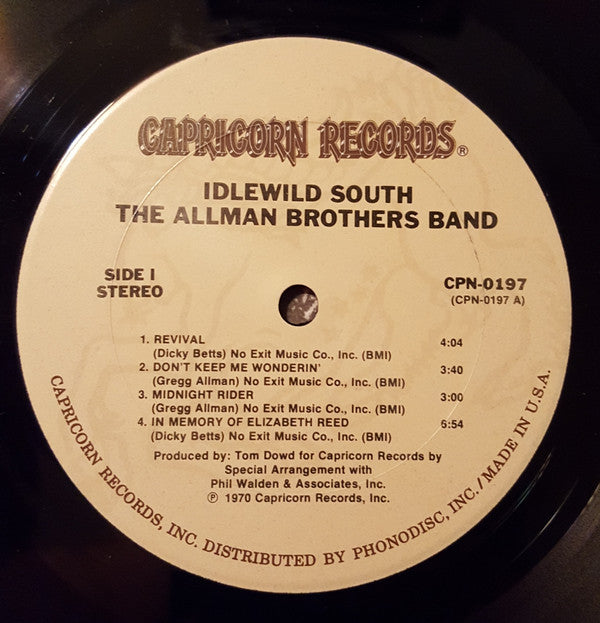 CAPRICORN RECORDS®
IDLEWILD SOUTH
THE ALLMAN BROTHERS BAND
SIDE I
STEREO
CPN-0197
(CPN-0197 A)
1. REVIVAL 4:04
(Dicky Betts) No Exit Music Co., Inc. (BMI)
2. DON'T KEEP ME WONDERIN' 3:40
(Gregg Allman) No Exit Music Co., Inc. (BMI)
3. MIDNIGHT RIDER 3:00
(Gregg Allman) No Exit Music Co., Inc. (BMI)
4. IN MEMORY OF ELIZABETH REED 6:54
(Dicky Betts) No Exit Music Co., Inc. (BMI)
Produced by: Tom Dowd for Capricorn Records by
Special Arrangement with
Phil Walden & Associates, Inc.
℗ 1970 Capricorn Records, Inc.
CAPRICORN RECORDS, INC. DISTRIBUTED BY PHONODISC, INC./MADE IN U.S.A.